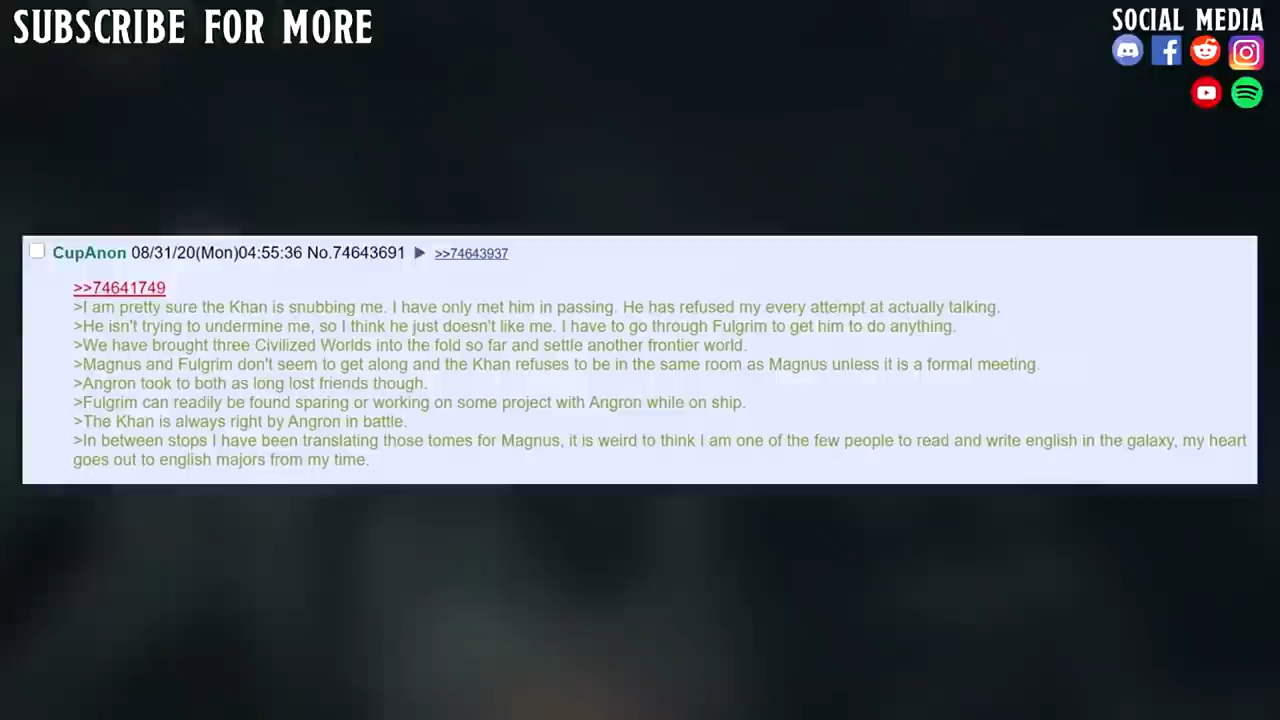 SUBSCRIBE FOR MORE
SOCIAL MEDIA
CupAnon 08/31/20(Mon)04:55:36 No.74643691 ▶ >>74643937
>>74641749
>I am pretty sure the Khan is snubbing me. I have only met him in passing. He has refused my every attempt at actually talking.
>He isn't trying to undermine me, so I think he just doesn't like me. I have to go through Fulgrim to get him to do anything.
>We have brought three Civilized Worlds into the fold so far and settle another frontier world.
>Magnus and Fulgrim don't seem to get along and the Khan refuses to be in the same room as Magnus unless it is a formal meeting.
>Angron took to both as long lost friends though.
>Fulgrim can readily be found sparing or working on some project with Angron while on ship.
>The Khan is always right by Angron in battle.
>In between stops I have been translating those tomes for Magnus, it is weird to think I am one of the few people to read and write english in the galaxy, my heart
goes out to english majors from my time.